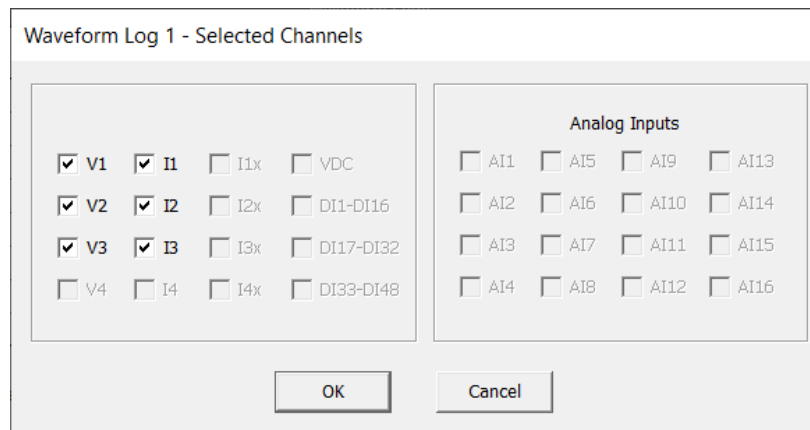 Waveform Log 1 - Selected Channels
Analog Inputs
V1 I1 I1x VDC AI1 AI5 AI9 AI13
V2 I2 I2x DI1-DI16 AI2 AI6 AI10 AI14
V3 I3 I3x DI17-DI32 AI3 AI7 AI11 AI15
V4 I4 I4x DI33-DI48 AI4 AI8 AI12 AI16
OK Cancel